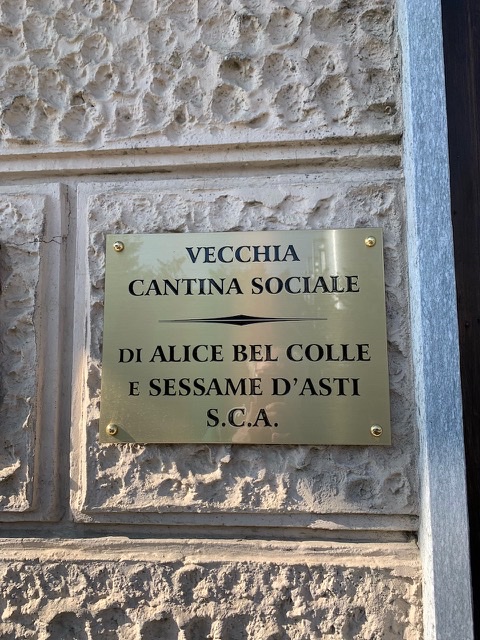 VECCHIA
CANTINA SOCIALE
DI ALICE BEL COLLE
E SESSAME D'ASTI
S.C.A.